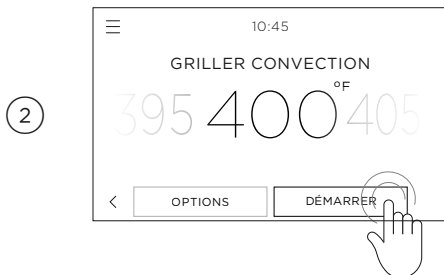 10:45
GRILLER CONVECTION
2
395 400°F 405
< OPTIONS DÉMARRER